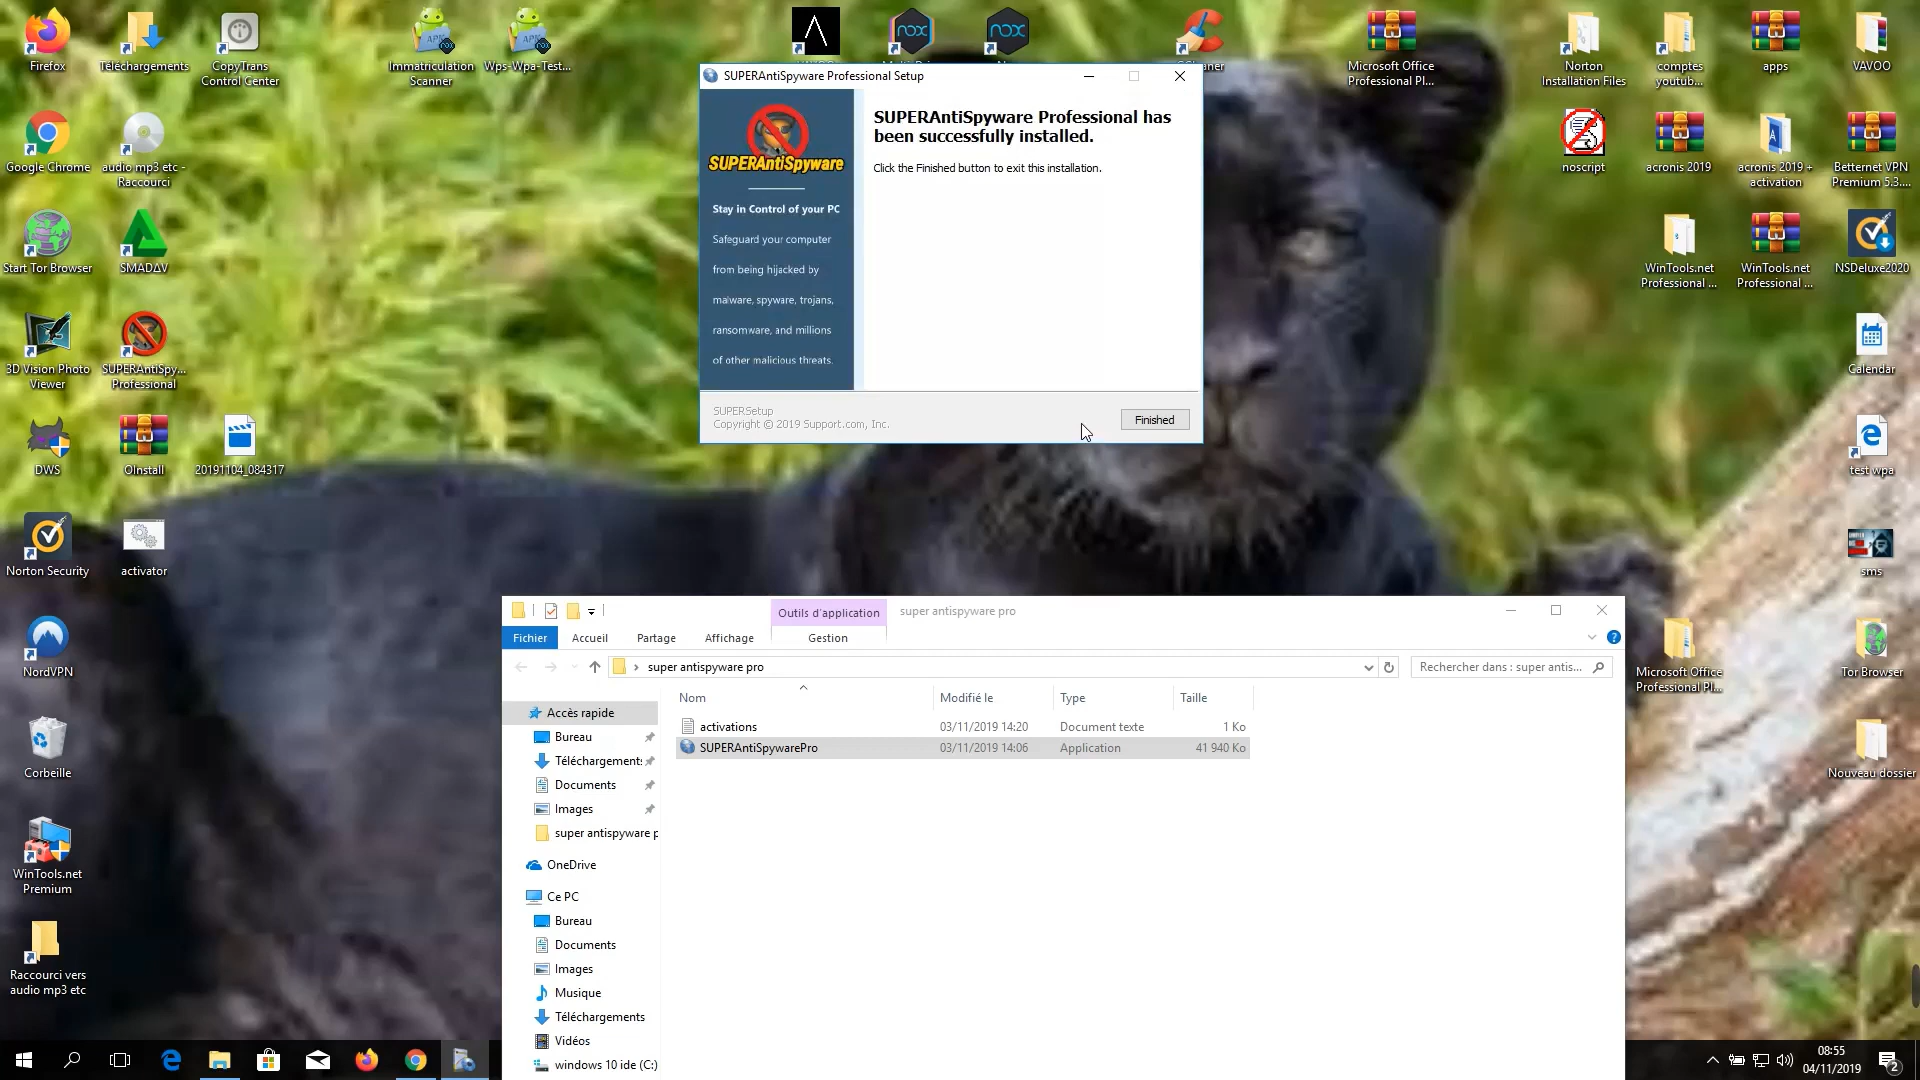 Firefox
Téléchargements
CopyTrans
Control Center
Immatriculation
Scanner
Wps-Wpa-Test...
Microsoft Office
Professional Pl...
Norton
Installation Files
comptes
youtub...
apps
VAVOO
Google Chrome
audio mp3 etc -
Raccourci
noscript
acronis 2019
acronis 2019 +
activation
Betternet VPN
Premium 5.3....
Start Tor Browser
SMADΔV
WinTools.net
Professional ...
WinTools.net
Professional ...
NSDeluxe2020
3D Vision Photo
Viewer
SUPERAntiSpy...
Professional
Calendar
DWS
OInstall
20191104_084317
test wpa
Norton Security
activator
sms
NordVPN
Microsoft Office
Professional Pl...
Tor Browser
Corbeille
Nouveau dossier
WinTools.net
Premium
Raccourci vers
audio mp3 etc
SUPERAntiSpyware Professional Setup
SUPERAntiSpyware
Stay in Control of your PC
Safeguard your computer
from being hijacked by
malware, spyware, trojans,
ransomware, and millions
of other malicious threats.
SUPERAntiSpyware Professional has
been successfully installed.
Click the Finished button to exit this installation.
SUPERSetup
Copyright © 2019 Support.com, Inc.
Finished
Outils d'application
super antispyware pro
Fichier
Accueil
Partage
Affichage
Gestion
super antispyware pro
Rechercher dans : super antis...
Nom
Modifié le
Type
Taille
activations
03/11/2019 14:20
Document texte
1 Ko
SUPERAntiSpywarePro
03/11/2019 14:06
Application
41 940 Ko
Accès rapide
Bureau
Téléchargements
Documents
Images
super antispyware p
OneDrive
Ce PC
Bureau
Documents
Images
Musique
Téléchargements
Vidéos
windows 10 ide (C:)
08:55
04/11/2019
2